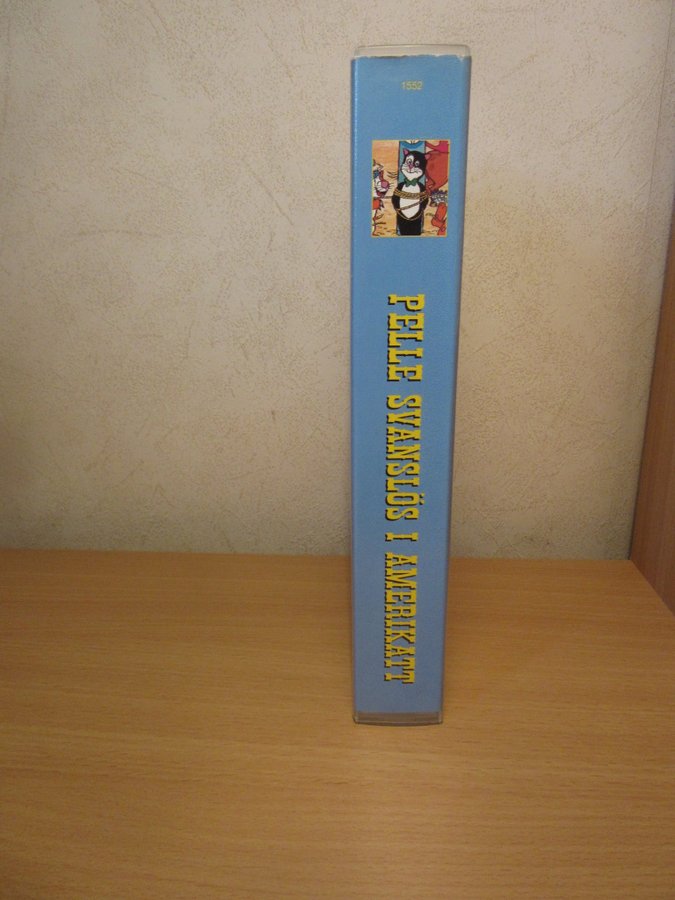 1552
PELLE SVANSLÖS I AMERIKATT